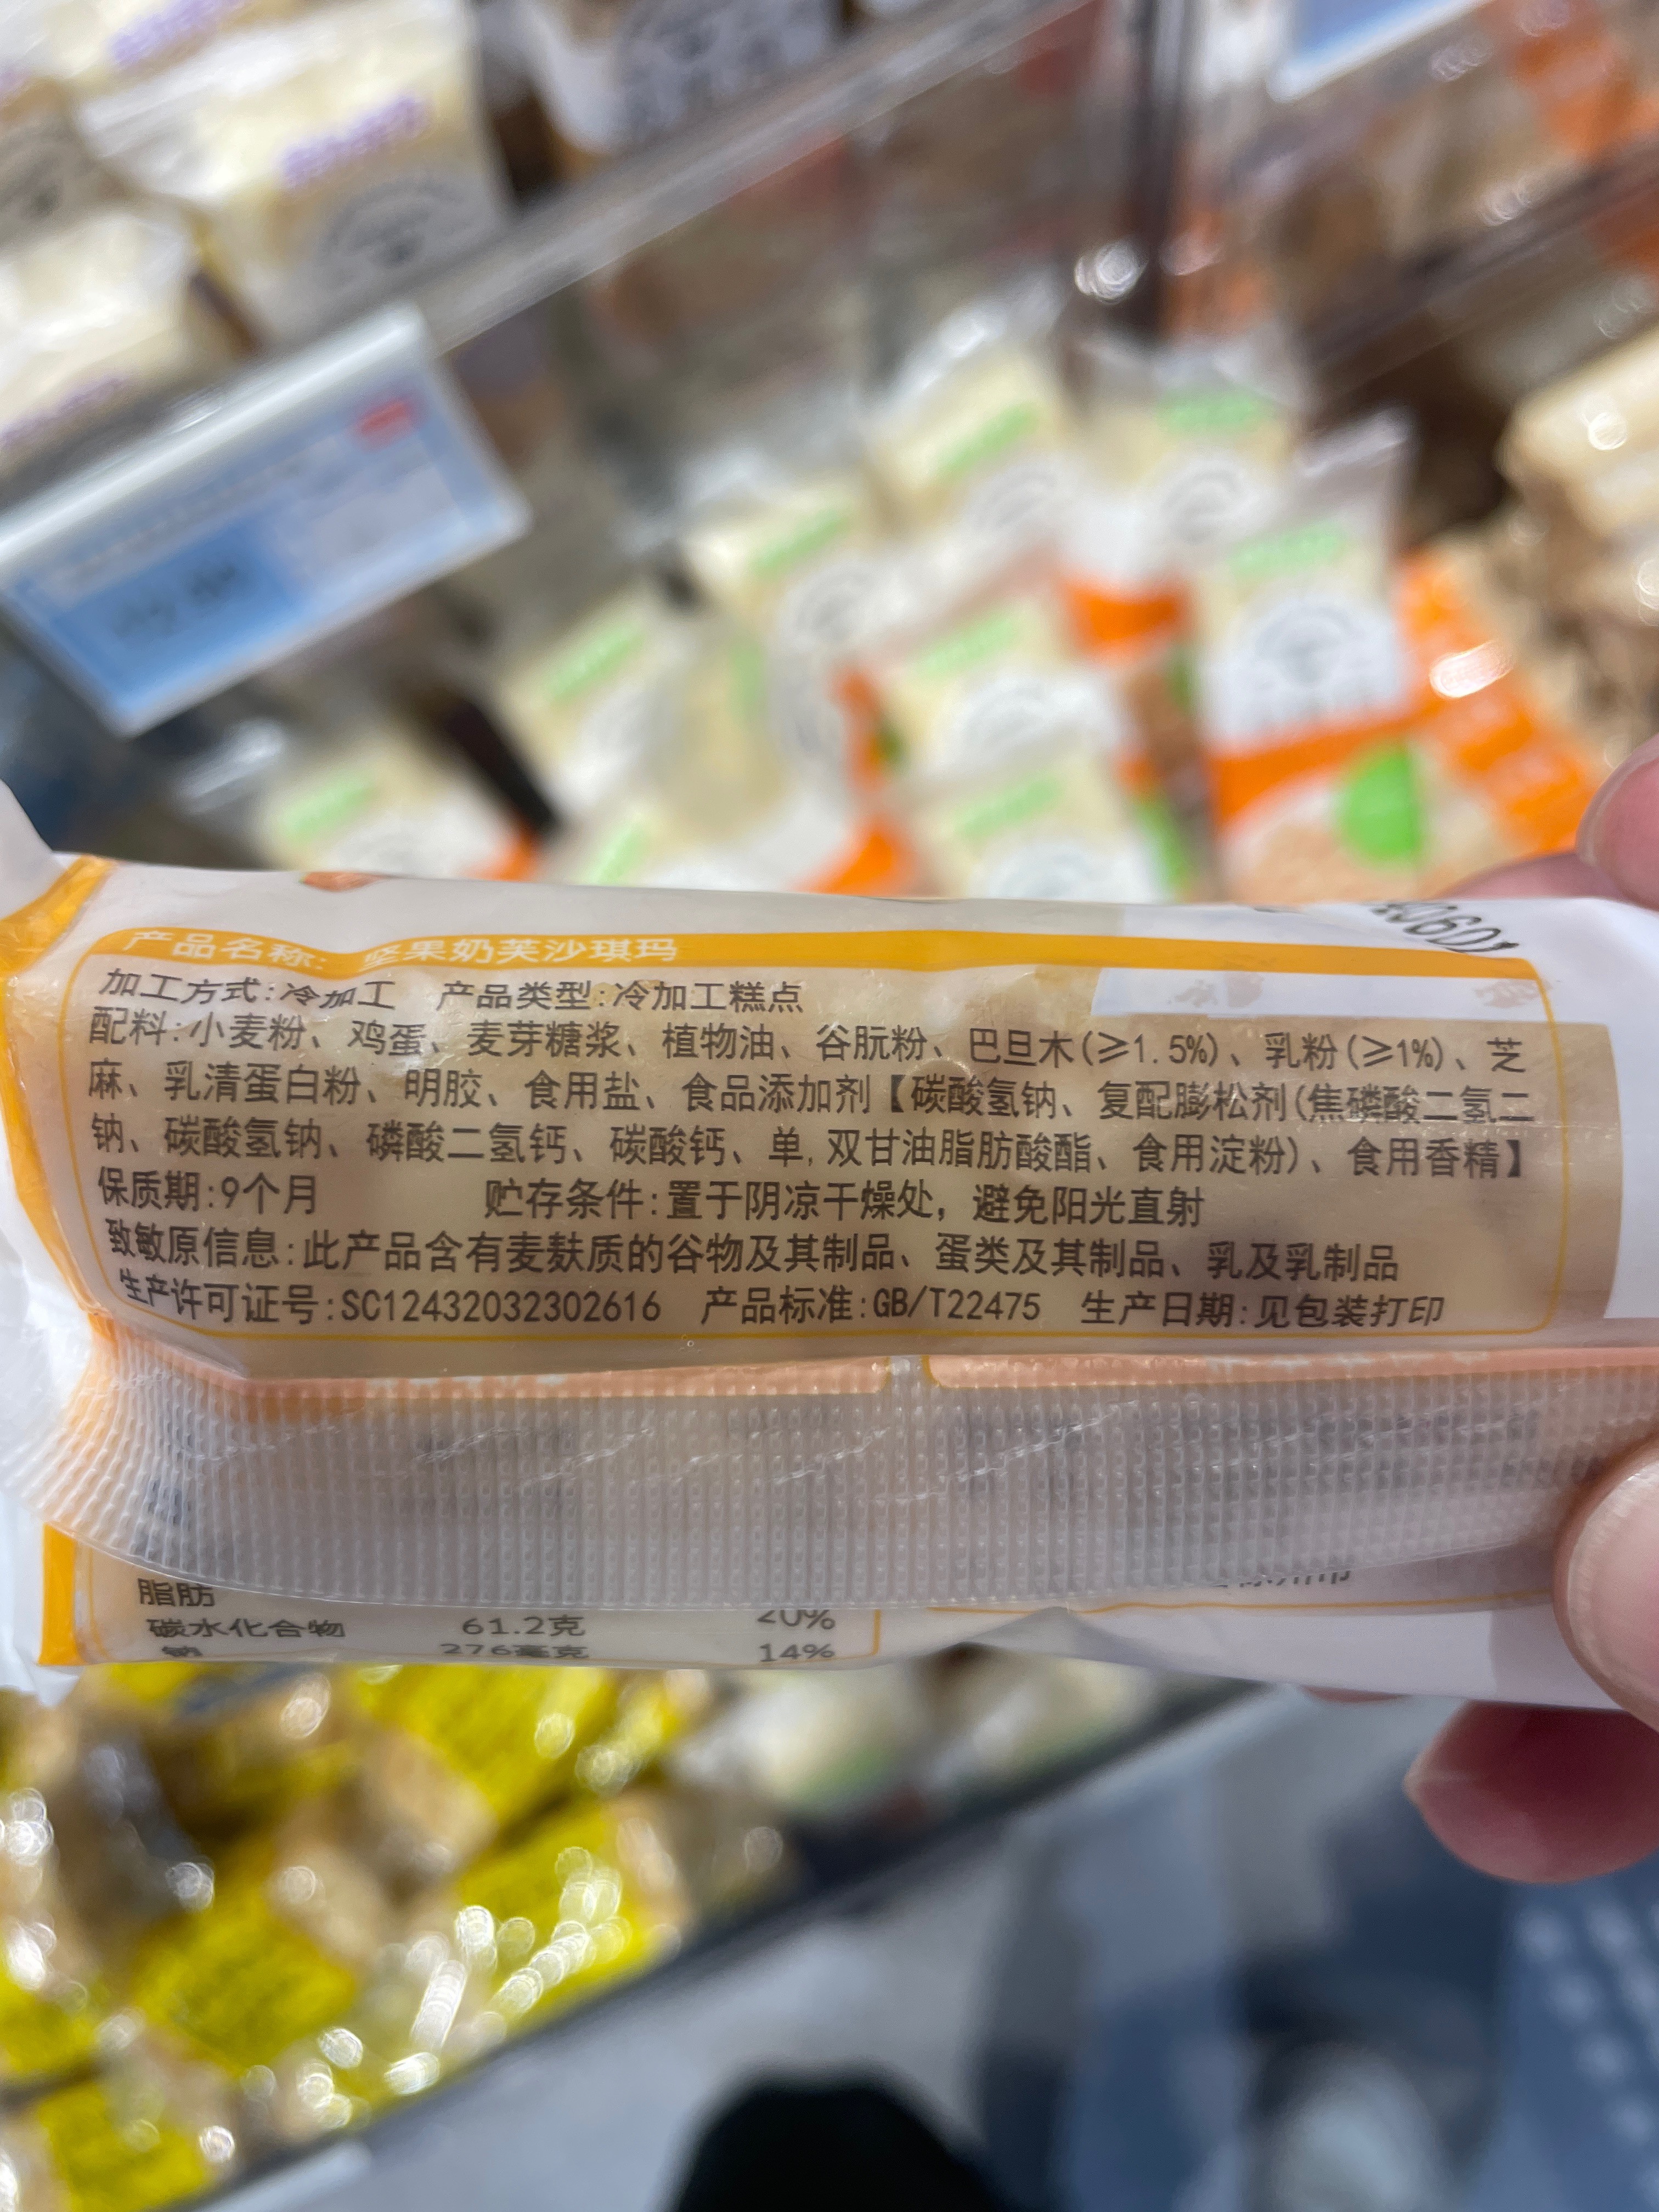 产品名称: 坚果奶芙沙琪玛
加工方式:冷加工 产品类型:冷加工糕点
配料:小麦粉、鸡蛋、麦芽糖浆、植物油、谷朊粉、巴旦木(≥1.5%)、乳粉(≥1%)、芝
麻、乳清蛋白粉、明胶、食用盐、食品添加剂【碳酸氢钠、复配膨松剂(焦磷酸二氢二
钠、碳酸氢钠、磷酸二氢钙、碳酸钙、单,双甘油脂肪酸酯、食用淀粉)、食用香精】
保质期:9个月 贮存条件:置于阴凉干燥处，避免阳光直射
致敏原信息:此产品含有麦麸质的谷物及其制品、蛋类及其制品、乳及乳制品
生产许可证号:SC12432032302616 产品标准:GB/T22475 生产日期:见包装打印
脂肪
碳水化合物 61.2克 20%
钠 276毫克 14%